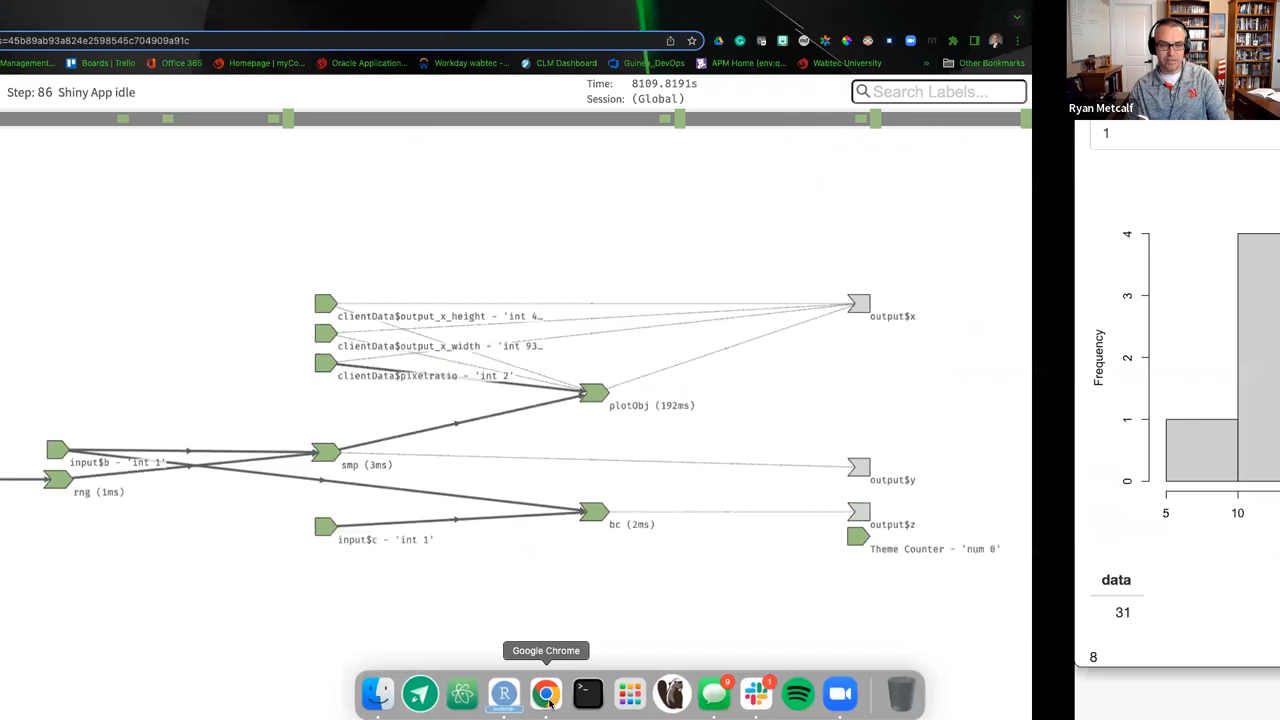 s=45b89ab93a824e2598545c704909a91c
Management... Boards | Trello Office 365 Homepage | myCo... Oracle Application... Workday wabtec -... CLM Dashboard Guinea_DevOps APM Home (env:q... Wabtec University » Other Bookmarks
Step: 86 Shiny App idle
Time: 8109.8191s
Session: (Global)
Search Labels...
Ryan Metcalf
1
clientData$output_x_height - 'int 4…
output$x
clientData$output_x_width - 'int 93…
clientData$pixelratio - 'int 2'
plotObj (192ms)
input$b - 'int 1'
smp (3ms)
output$y
rng (1ms)
bc (2ms)
output$z
input$c - 'int 1'
Theme Counter - 'num 0'
Frequency
4
3
2
1
0
5 10
data
31
8
Google Chrome
9
1